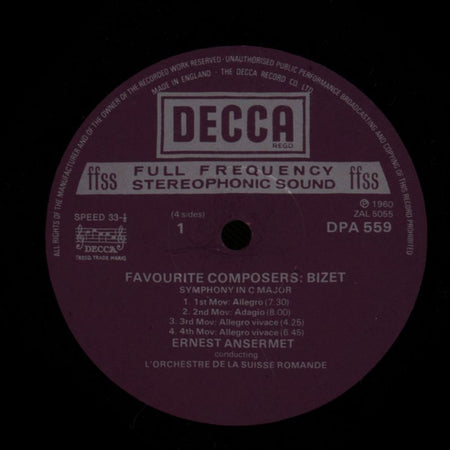 ALL RIGHTS OF THE MANUFACTURER AND OF THE OWNER OF THE RECORDED WORK RESERVED · UNAUTHORISED PUBLIC PERFORMANCE BROADCASTING AND COPYING OF THIS RECORD PROHIBITED
MADE IN ENGLAND · THE DECCA RECORD CO. LTD.
DECCA
REGD
ffss FULL FREQUENCY ffss
STEREOPHONIC SOUND
SPEED 33⅓
(4 sides)
℗ 1960
ZAL 5055
1
DPA 559
DECCA
(REGD. TRADE MARK)
FAVOURITE COMPOSERS: BIZET
SYMPHONY IN C MAJOR
1. 1st Mov: Allegro (7.30)
2. 2nd Mov: Adagio (8.00)
3. 3rd Mov: Allegro vivace (4.25)
4. 4th Mov: Allegro vivace (6.45)
ERNEST ANSERMET
conducting
L'ORCHESTRE DE LA SUISSE ROMANDE